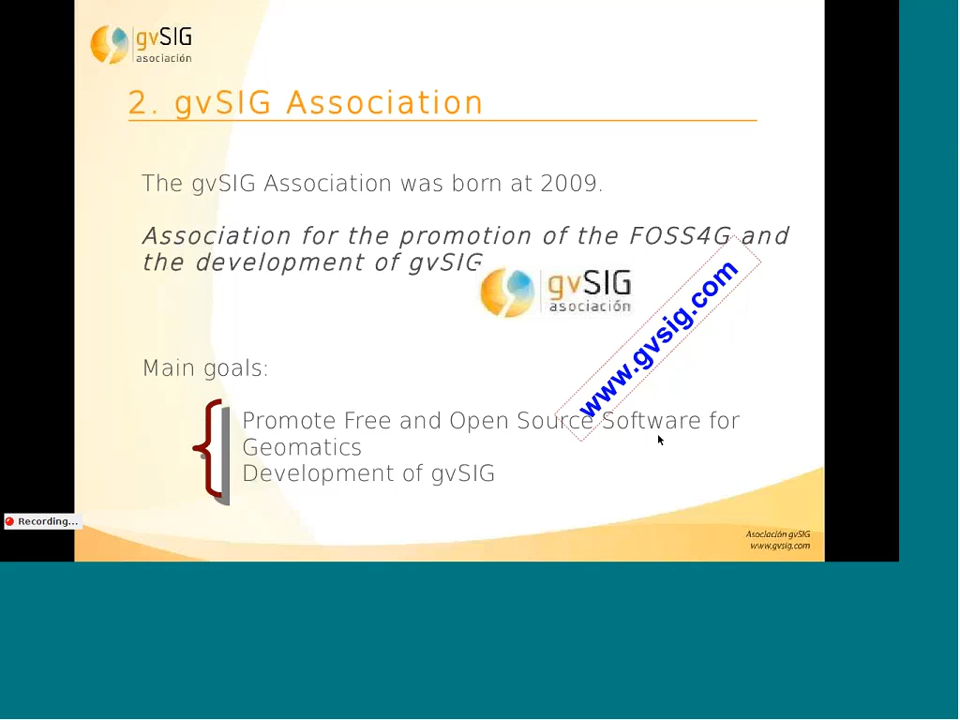 gvSIG
asociación
2. gvSIG Association
The gvSIG Association was born at 2009.
Association for the promotion of the FOSS4G and
the development of gvSIG
gvSIG
asociación
www.gvsig.com
Main goals:
Promote Free and Open Source Software for
Geomatics
Development of gvSIG
Recording...
Asociación gvSIG
www.gvsig.com